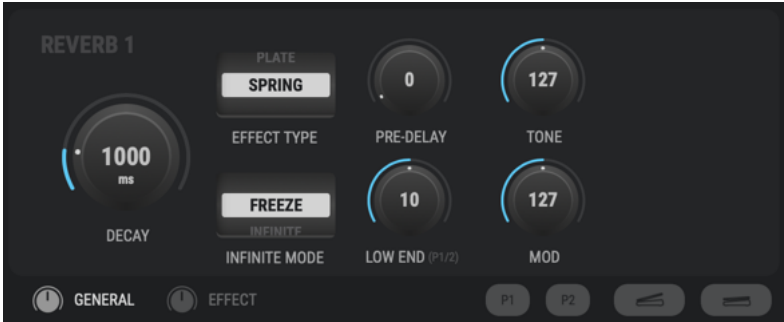 REVERB 1
PLATE
SPRING
EFFECT TYPE
0
PRE-DELAY
127
TONE
1000
ms
DECAY
FREEZE
INFINITE
INFINITE MODE
10
LOW END (P1/2)
127
MOD
GENERAL
EFFECT
P1
P2